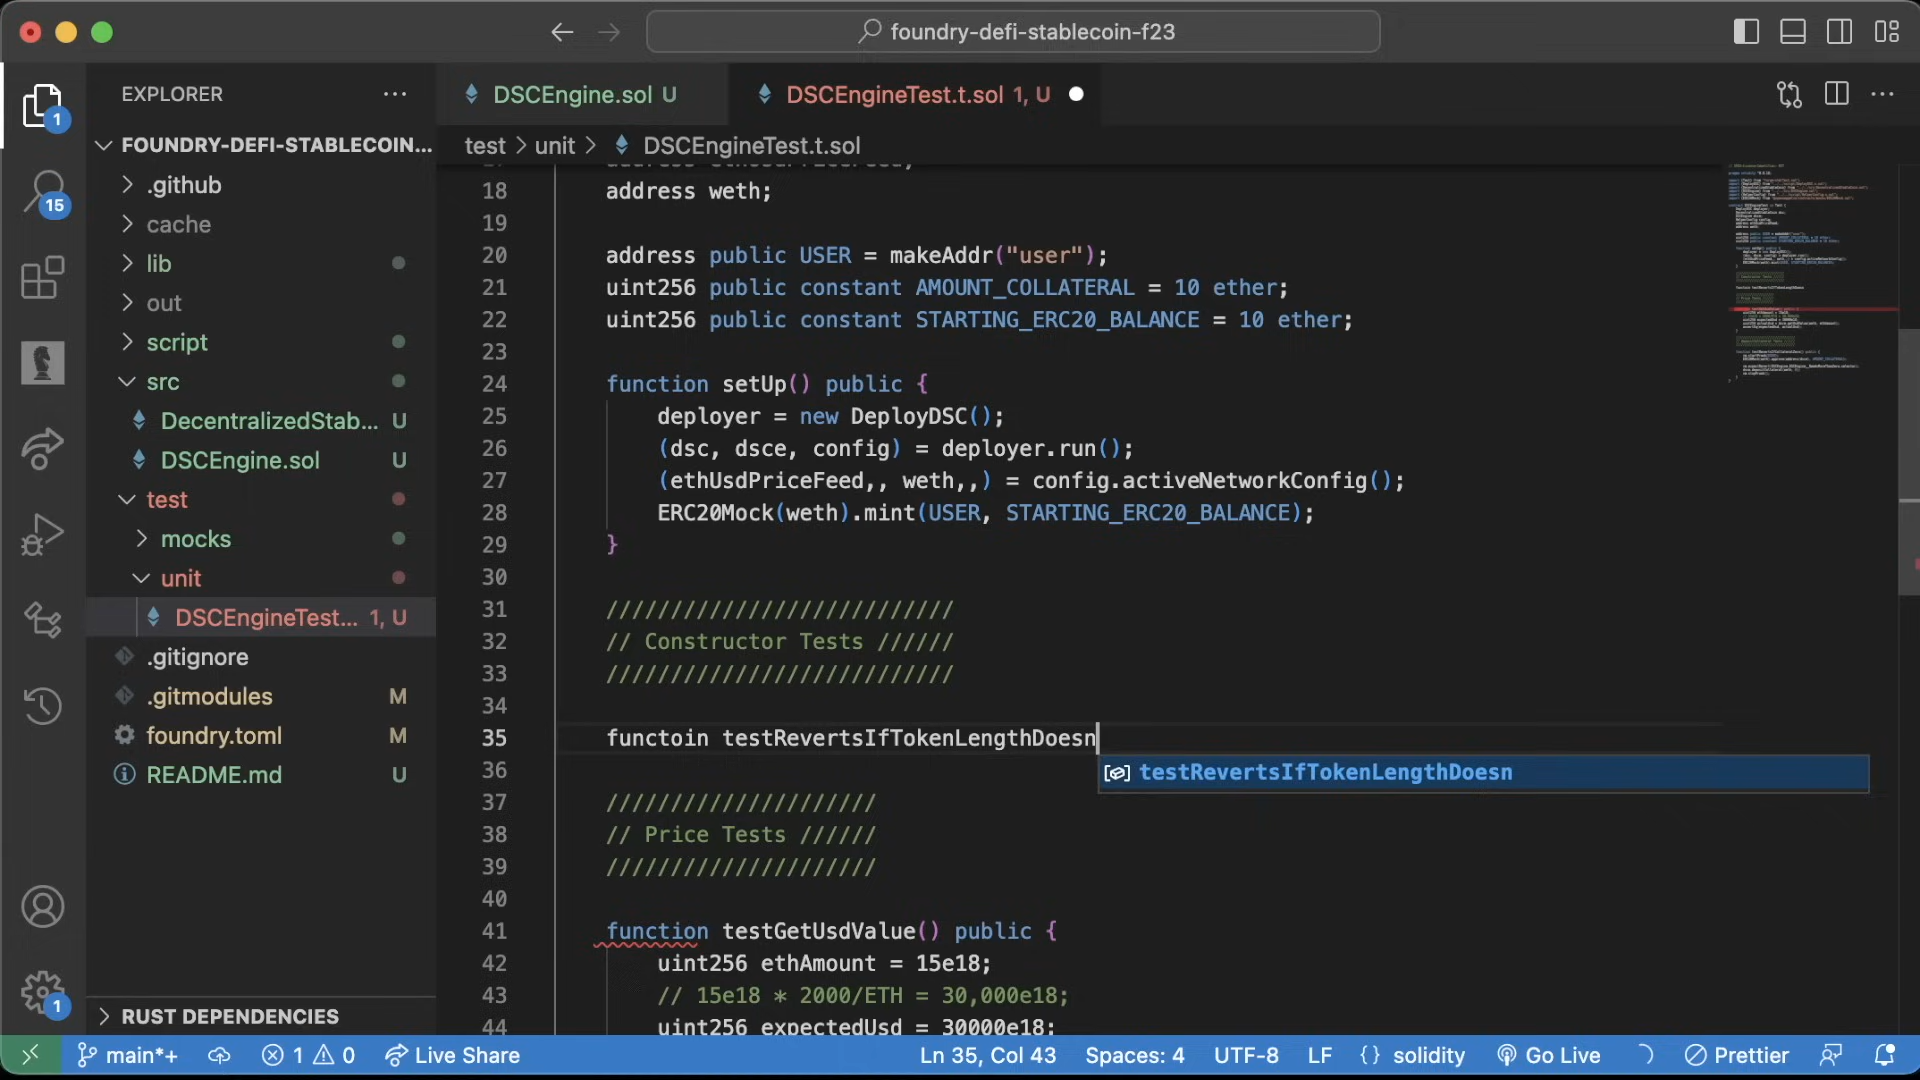 foundry-defi-stablecoin-f23
EXPLORER
DSCEngine.sol U
DSCEngineTest.t.sol 1, U
FOUNDRY-DEFI-STABLECOIN...
test > unit > DSCEngineTest.t.sol
.github
cache
lib
out
script
src
DecentralizedStab... U
DSCEngine.sol U
test
mocks
unit
DSCEngineTest... 1, U
.gitignore
.gitmodules M
foundry.toml M
README.md U
RUST DEPENDENCIES
1
15
1
18 address weth;
19
20 address public USER = makeAddr("user");
21 uint256 public constant AMOUNT_COLLATERAL = 10 ether;
22 uint256 public constant STARTING_ERC20_BALANCE = 10 ether;
23
24 function setUp() public {
25 deployer = new DeployDSC();
26 (dsc, dsce, config) = deployer.run();
27 (ethUsdPriceFeed,, weth,,) = config.activeNetworkConfig();
28 ERC20Mock(weth).mint(USER, STARTING_ERC20_BALANCE);
29 }
30
31 ///////////////////////////
32 // Constructor Tests //////
33 ///////////////////////////
34
35 functoin testRevertsIfTokenLengthDoesn
testRevertsIfTokenLengthDoesn
36
37 /////////////////////
38 // Price Tests //////
39 /////////////////////
40
41 function testGetUsdValue() public {
42 uint256 ethAmount = 15e18;
43 // 15e18 * 2000/ETH = 30,000e18;
44 uint256 expectedUsd = 30000e18;
main*+ 1 0 Live Share Ln 35, Col 43 Spaces: 4 UTF-8 LF {} solidity Go Live Prettier